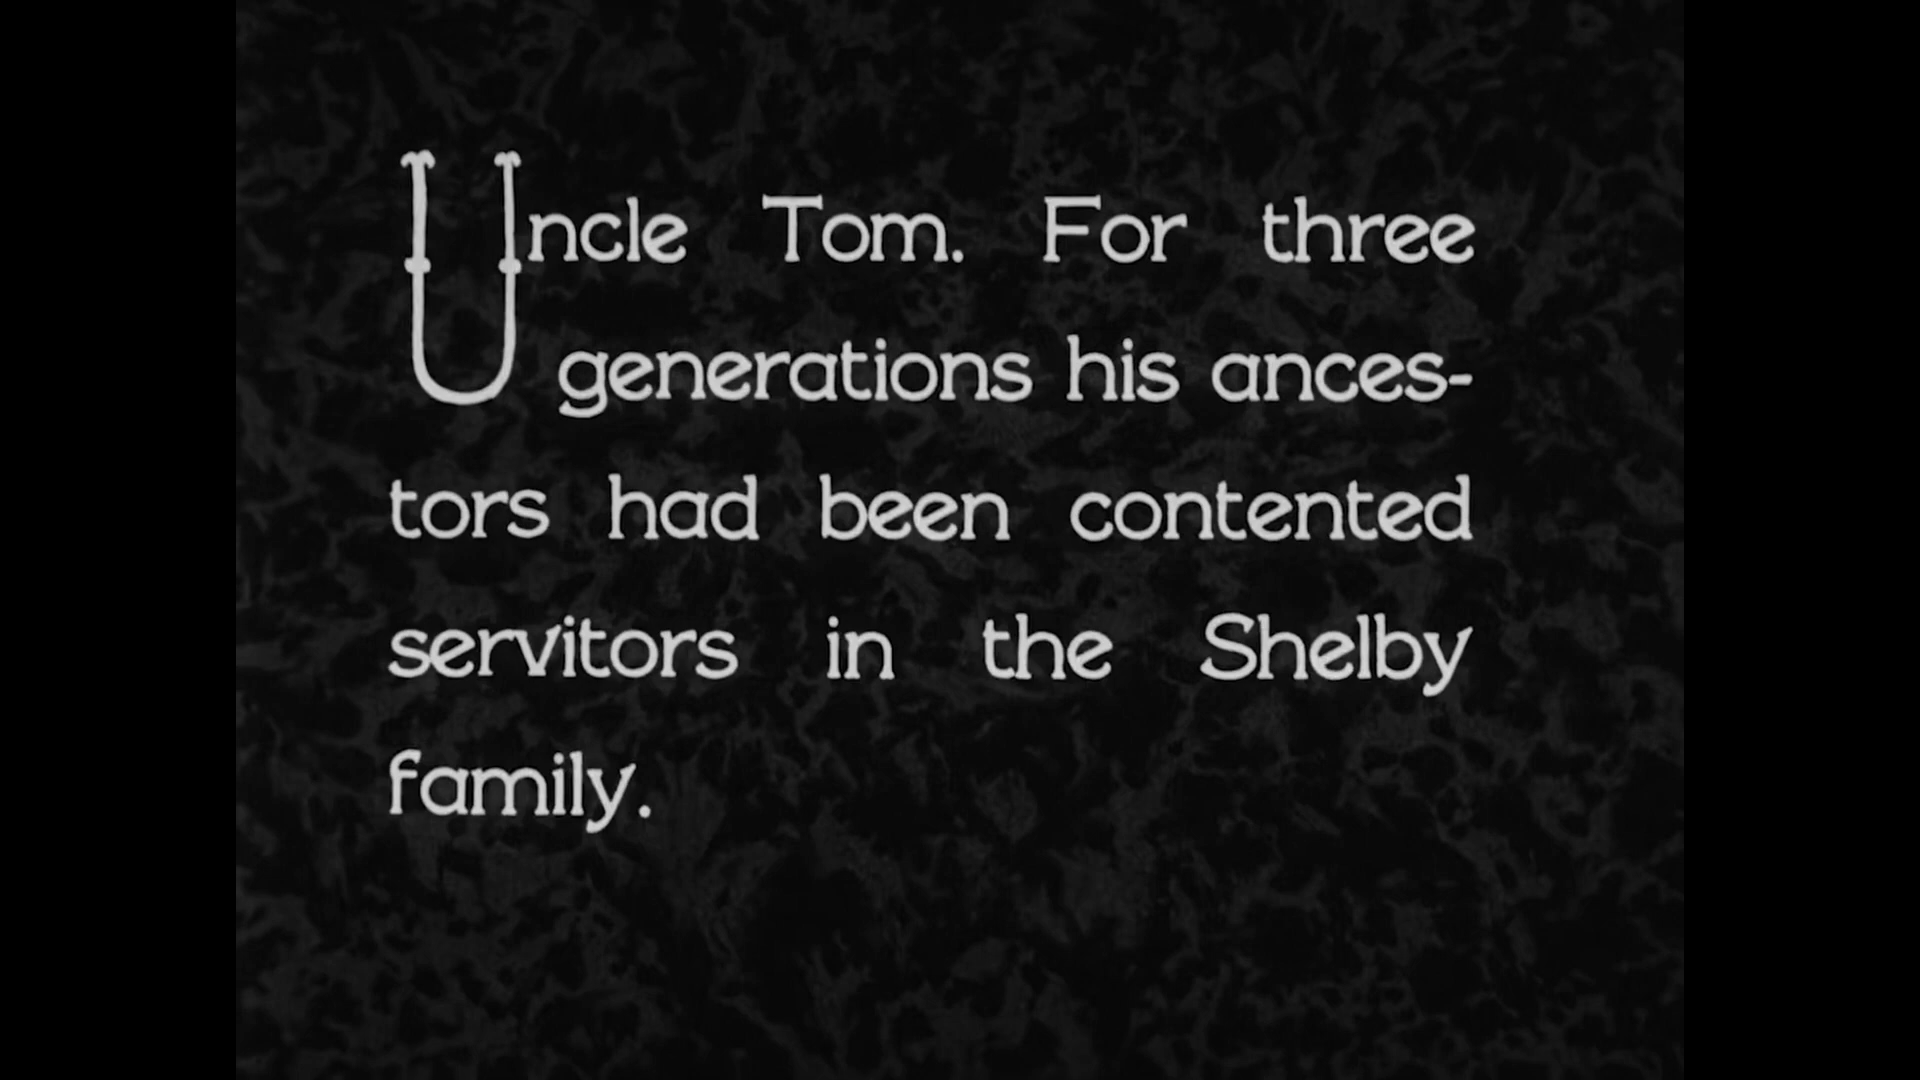 Uncle Tom. For three
generations his ances-
tors had been contented
servitors in the Shelby
family.